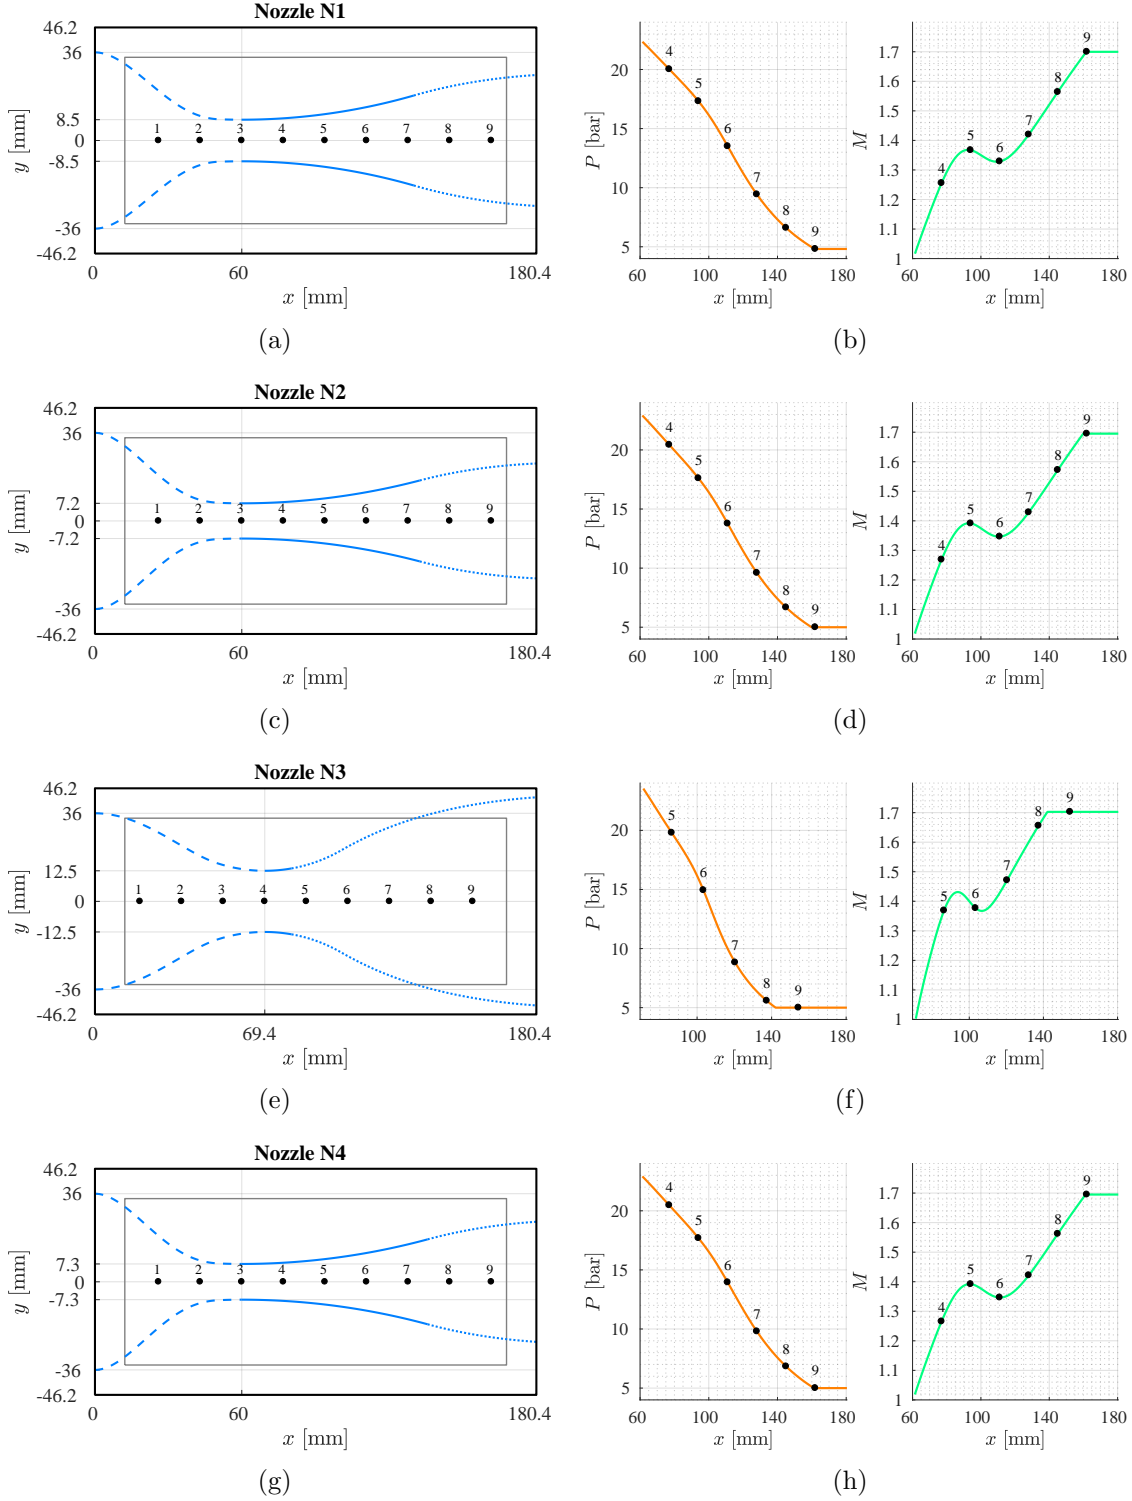 Nozzle N1
46.2
36
8.5
0
-8.5
-36
-46.2
y [mm]
1 2 3 4 5 6 7 8 9
0 60 180.4
x [mm]
(a)
20
15
10
5
P [bar]
4
5
6
7
8
9
60 100 140 180
x [mm]
1.7
1.6
1.5
1.4
1.3
1.2
1.1
1
M
4
5
6
7
8
9
60 100 140 180
x [mm]
(b)
Nozzle N2
46.2
36
7.2
0
-7.2
-36
-46.2
y [mm]
1 2 3 4 5 6 7 8 9
0 60 180.4
x [mm]
(c)
20
15
10
5
P [bar]
4
5
6
7
8
9
60 100 140 180
x [mm]
1.7
1.6
1.5
1.4
1.3
1.2
1.1
1
M
4
5
6
7
8
9
60 100 140 180
x [mm]
(d)
Nozzle N3
46.2
36
12.5
0
-12.5
-36
-46.2
y [mm]
1 2 3 4 5 6 7 8 9
0 69.4 180.4
x [mm]
(e)
20
15
10
5
P [bar]
5
6
7
8
9
100 140 180
x [mm]
1.7
1.6
1.5
1.4
1.3
1.2
1.1
1
M
5
6
7
8
9
100 140 180
x [mm]
(f)
Nozzle N4
46.2
36
7.3
0
-7.3
-36
-46.2
y [mm]
1 2 3 4 5 6 7 8 9
0 60 180.4
x [mm]
(g)
20
15
10
5
P [bar]
4
5
6
7
8
9
60 100 140 180
x [mm]
1.7
1.6
1.5
1.4
1.3
1.2
1.1
1
M
4
5
6
7
8
9
60 100 140 180
x [mm]
(h)